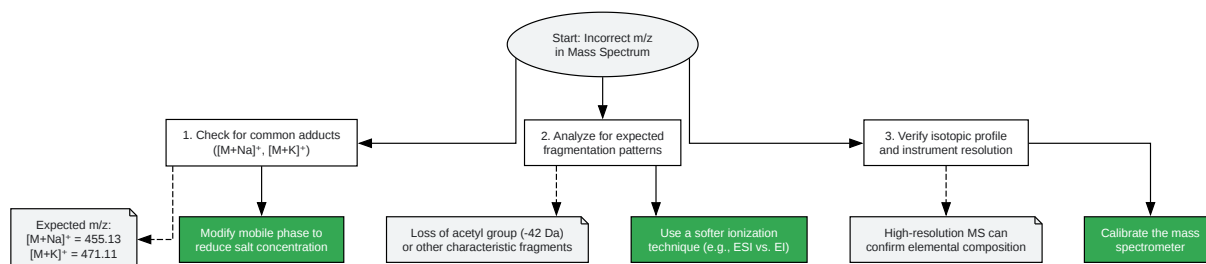 Start: Incorrect m/z
in Mass Spectrum
1. Check for common adducts
([M+Na]⁺, [M+K]⁺)
2. Analyze for expected
fragmentation patterns
3. Verify isotopic profile
and instrument resolution
Expected m/z:
[M+Na]⁺ = 455.13
[M+K]⁺ = 471.11
Modify mobile phase to
reduce salt concentration
Loss of acetyl group (-42 Da)
or other characteristic fragments
Use a softer ionization
technique (e.g., ESI vs. EI)
High-resolution MS can
confirm elemental composition
Calibrate the mass
spectrometer